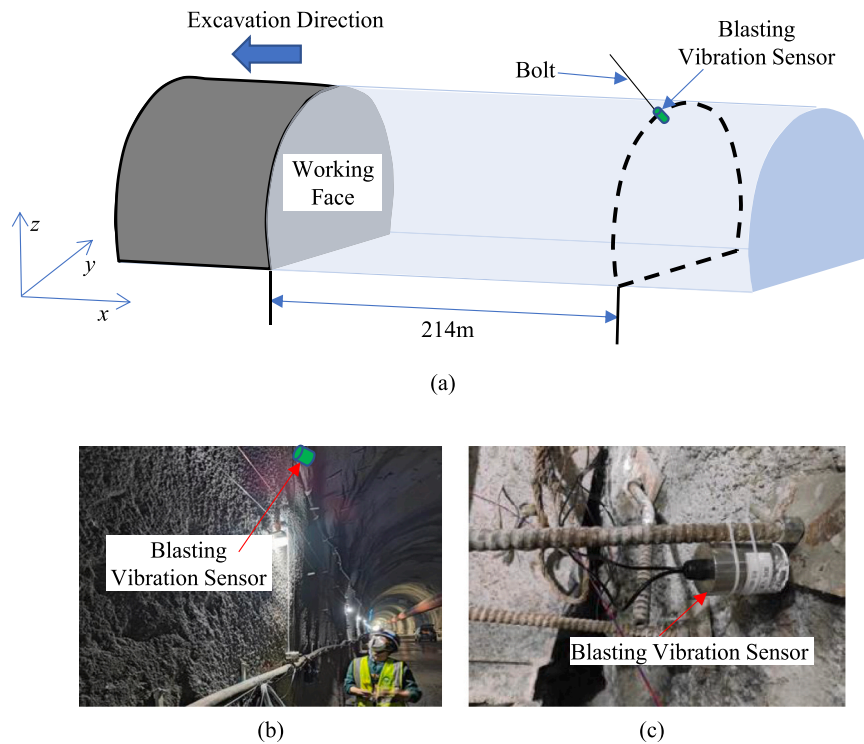 Excavation Direction
Blasting
Vibration Sensor
Bolt
Working
Face
z
y
x
214m
(a)
Blasting
Vibration Sensor
Blasting Vibration Sensor
(b)
(c)